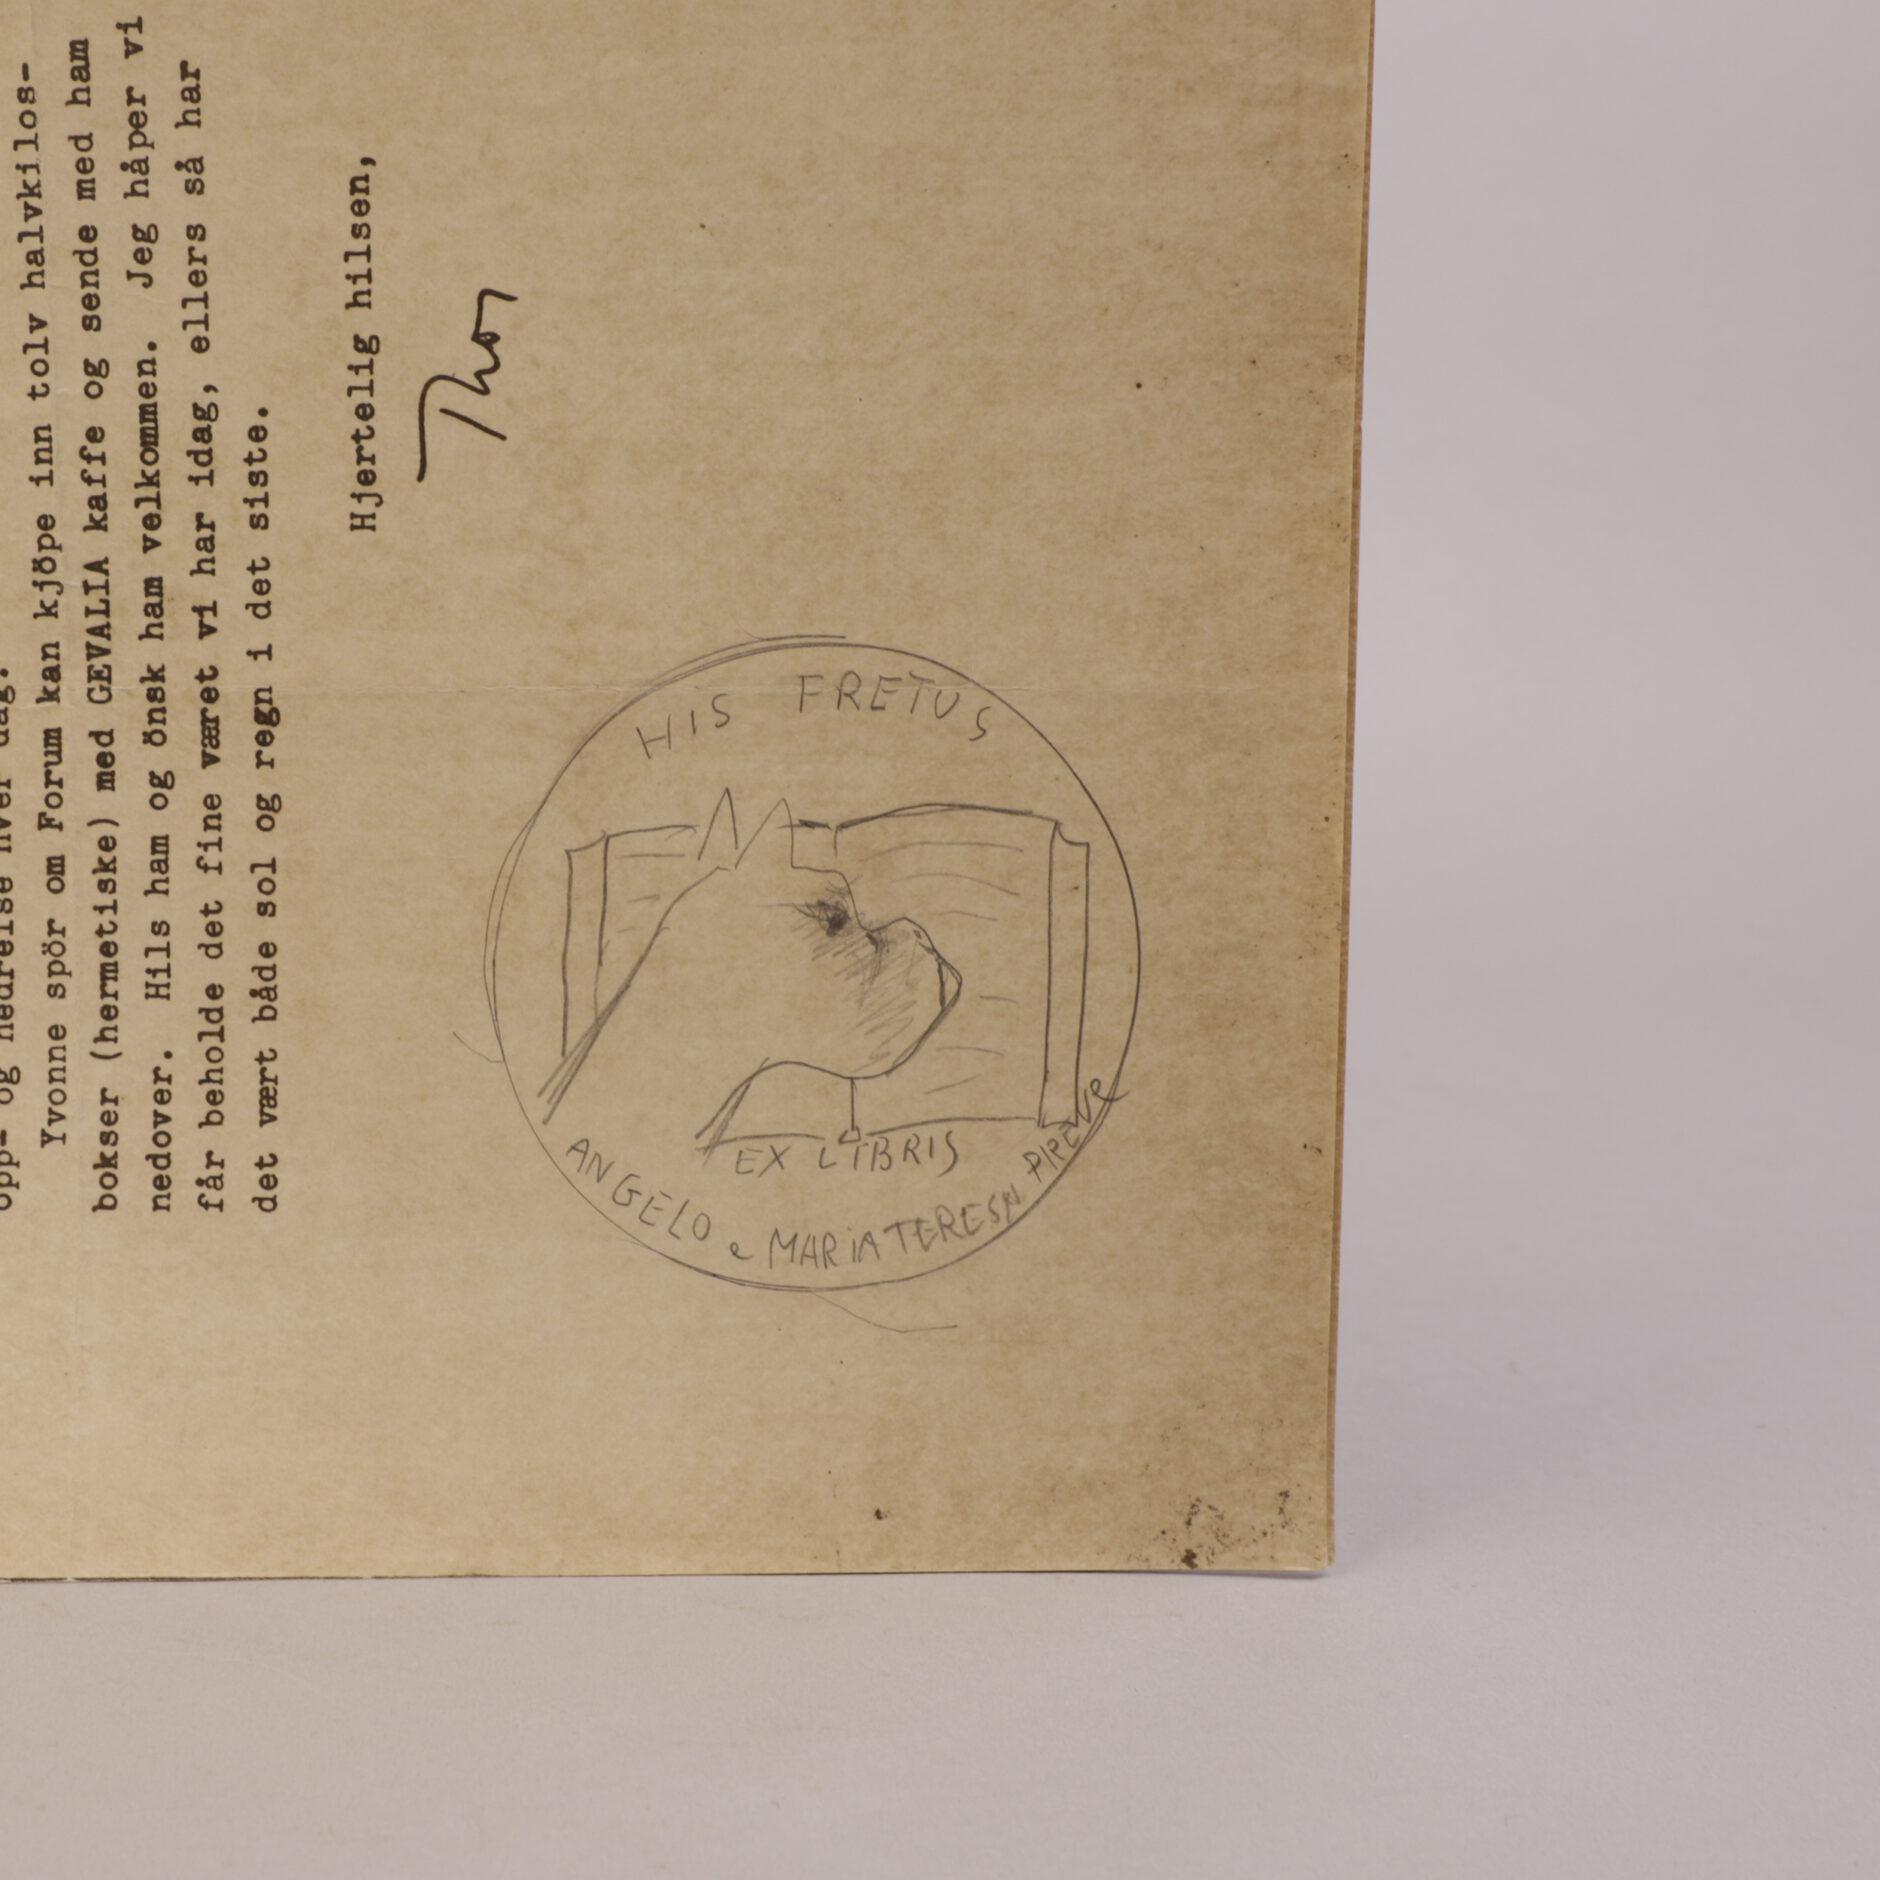 opp- og nedreise hver dag.
Yvonne spör om Forum kan kjöpe inn tolv halvkilos-
bokser (hermetiske) med GEVALIA kaffe og sende med ham
nedover. Hils ham og önsk ham velkommen. Jeg håper vi
får beholde det fine været vi har idag, ellers så har
det vært både sol og regn i det siste.
Hjertelig hilsen,
Thor
HIS FRETUS
EX LIBRIS
ANGELO e MARIA TERESA PREVE